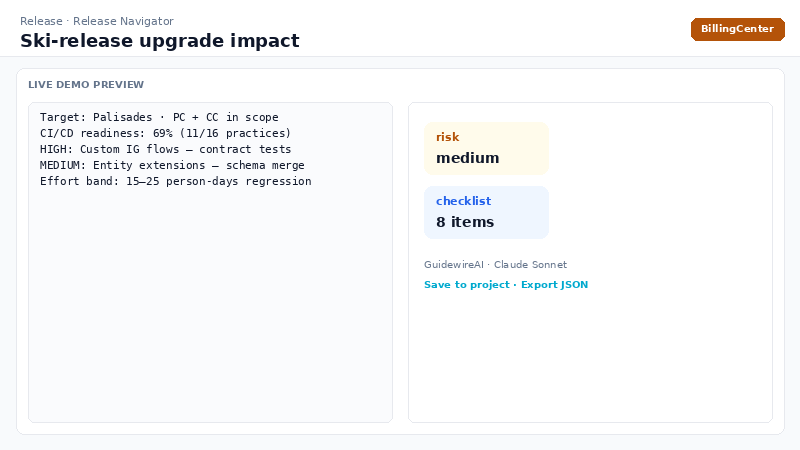 Release · Release Navigator
Ski-release upgrade impact
BillingCenter
LIVE DEMO PREVIEW
Target: Palisades · PC + CC in scope
CI/CD readiness: 69% (11/16 practices)
HIGH: Custom IG flows — contract tests
MEDIUM: Entity extensions — schema merge
Effort band: 15–25 person-days regression
risk
medium
checklist
8 items
GuidewireAI · Claude Sonnet
Save to project · Export JSON